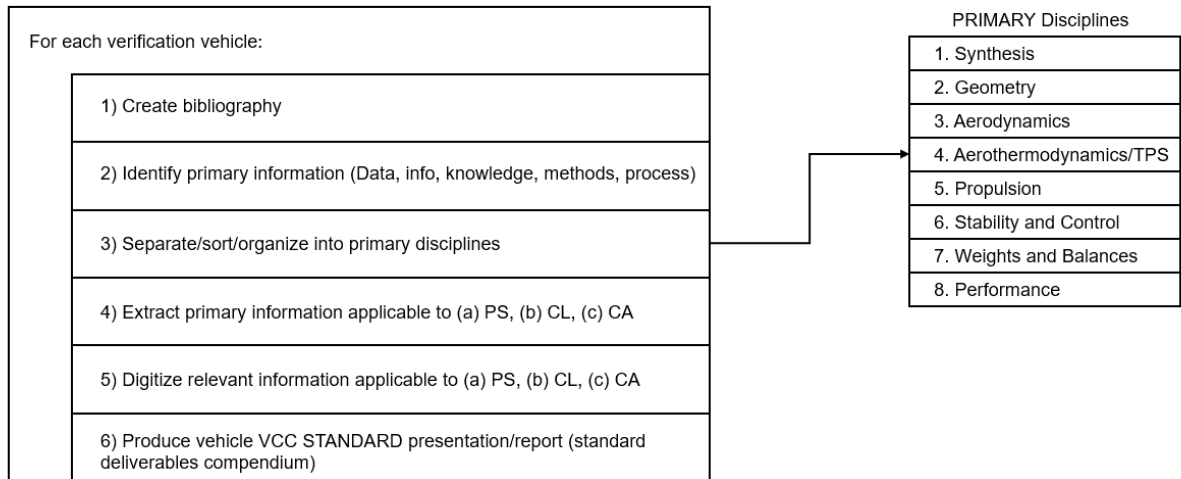 For each verification vehicle:
1) Create bibliography
2) Identify primary information (Data, info, knowledge, methods, process)
3) Separate/sort/organize into primary disciplines
4) Extract primary information applicable to (a) PS, (b) CL, (c) CA
5) Digitize relevant information applicable to (a) PS, (b) CL, (c) CA
6) Produce vehicle VCC STANDARD presentation/report (standard
deliverables compendium)
PRIMARY Disciplines
1. Synthesis
2. Geometry
3. Aerodynamics
4. Aerothermodynamics/TPS
5. Propulsion
6. Stability and Control
7. Weights and Balances
8. Performance